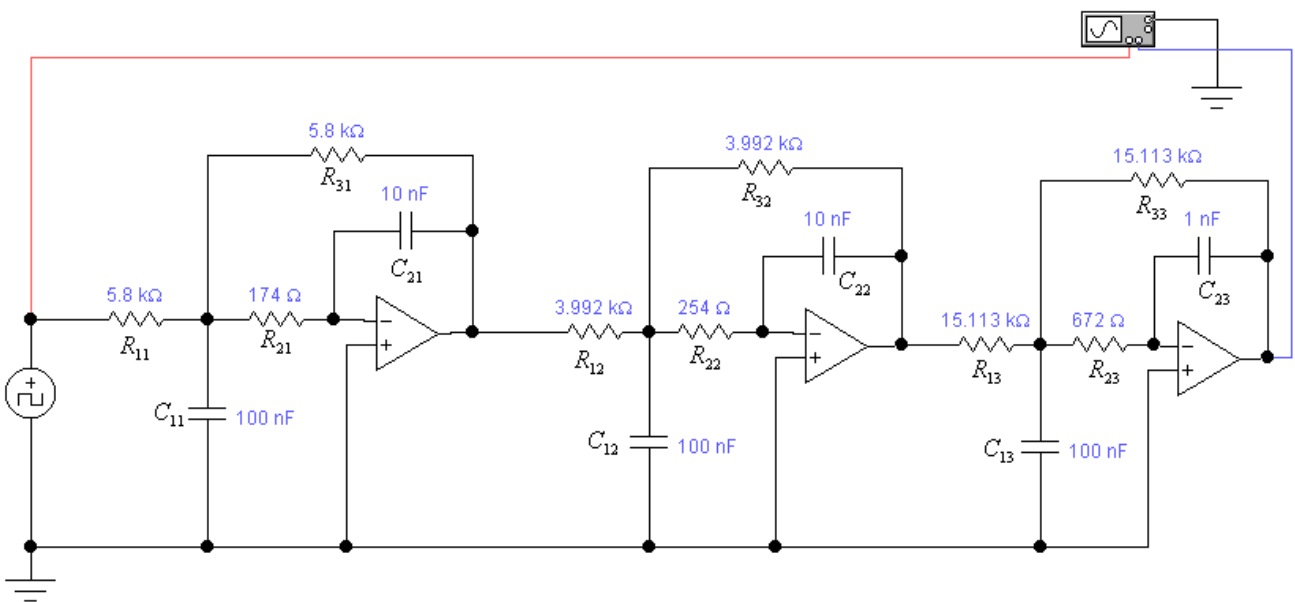 5.8 kΩ
R31
10 nF
C21
5.8 kΩ
R11
174 Ω
R21
C11
100 nF
3.992 kΩ
R32
10 nF
C22
3.992 kΩ
R12
254 Ω
R22
C12
100 nF
15.113 kΩ
R33
1 nF
C23
15.113 kΩ
R13
672 Ω
R23
C13
100 nF